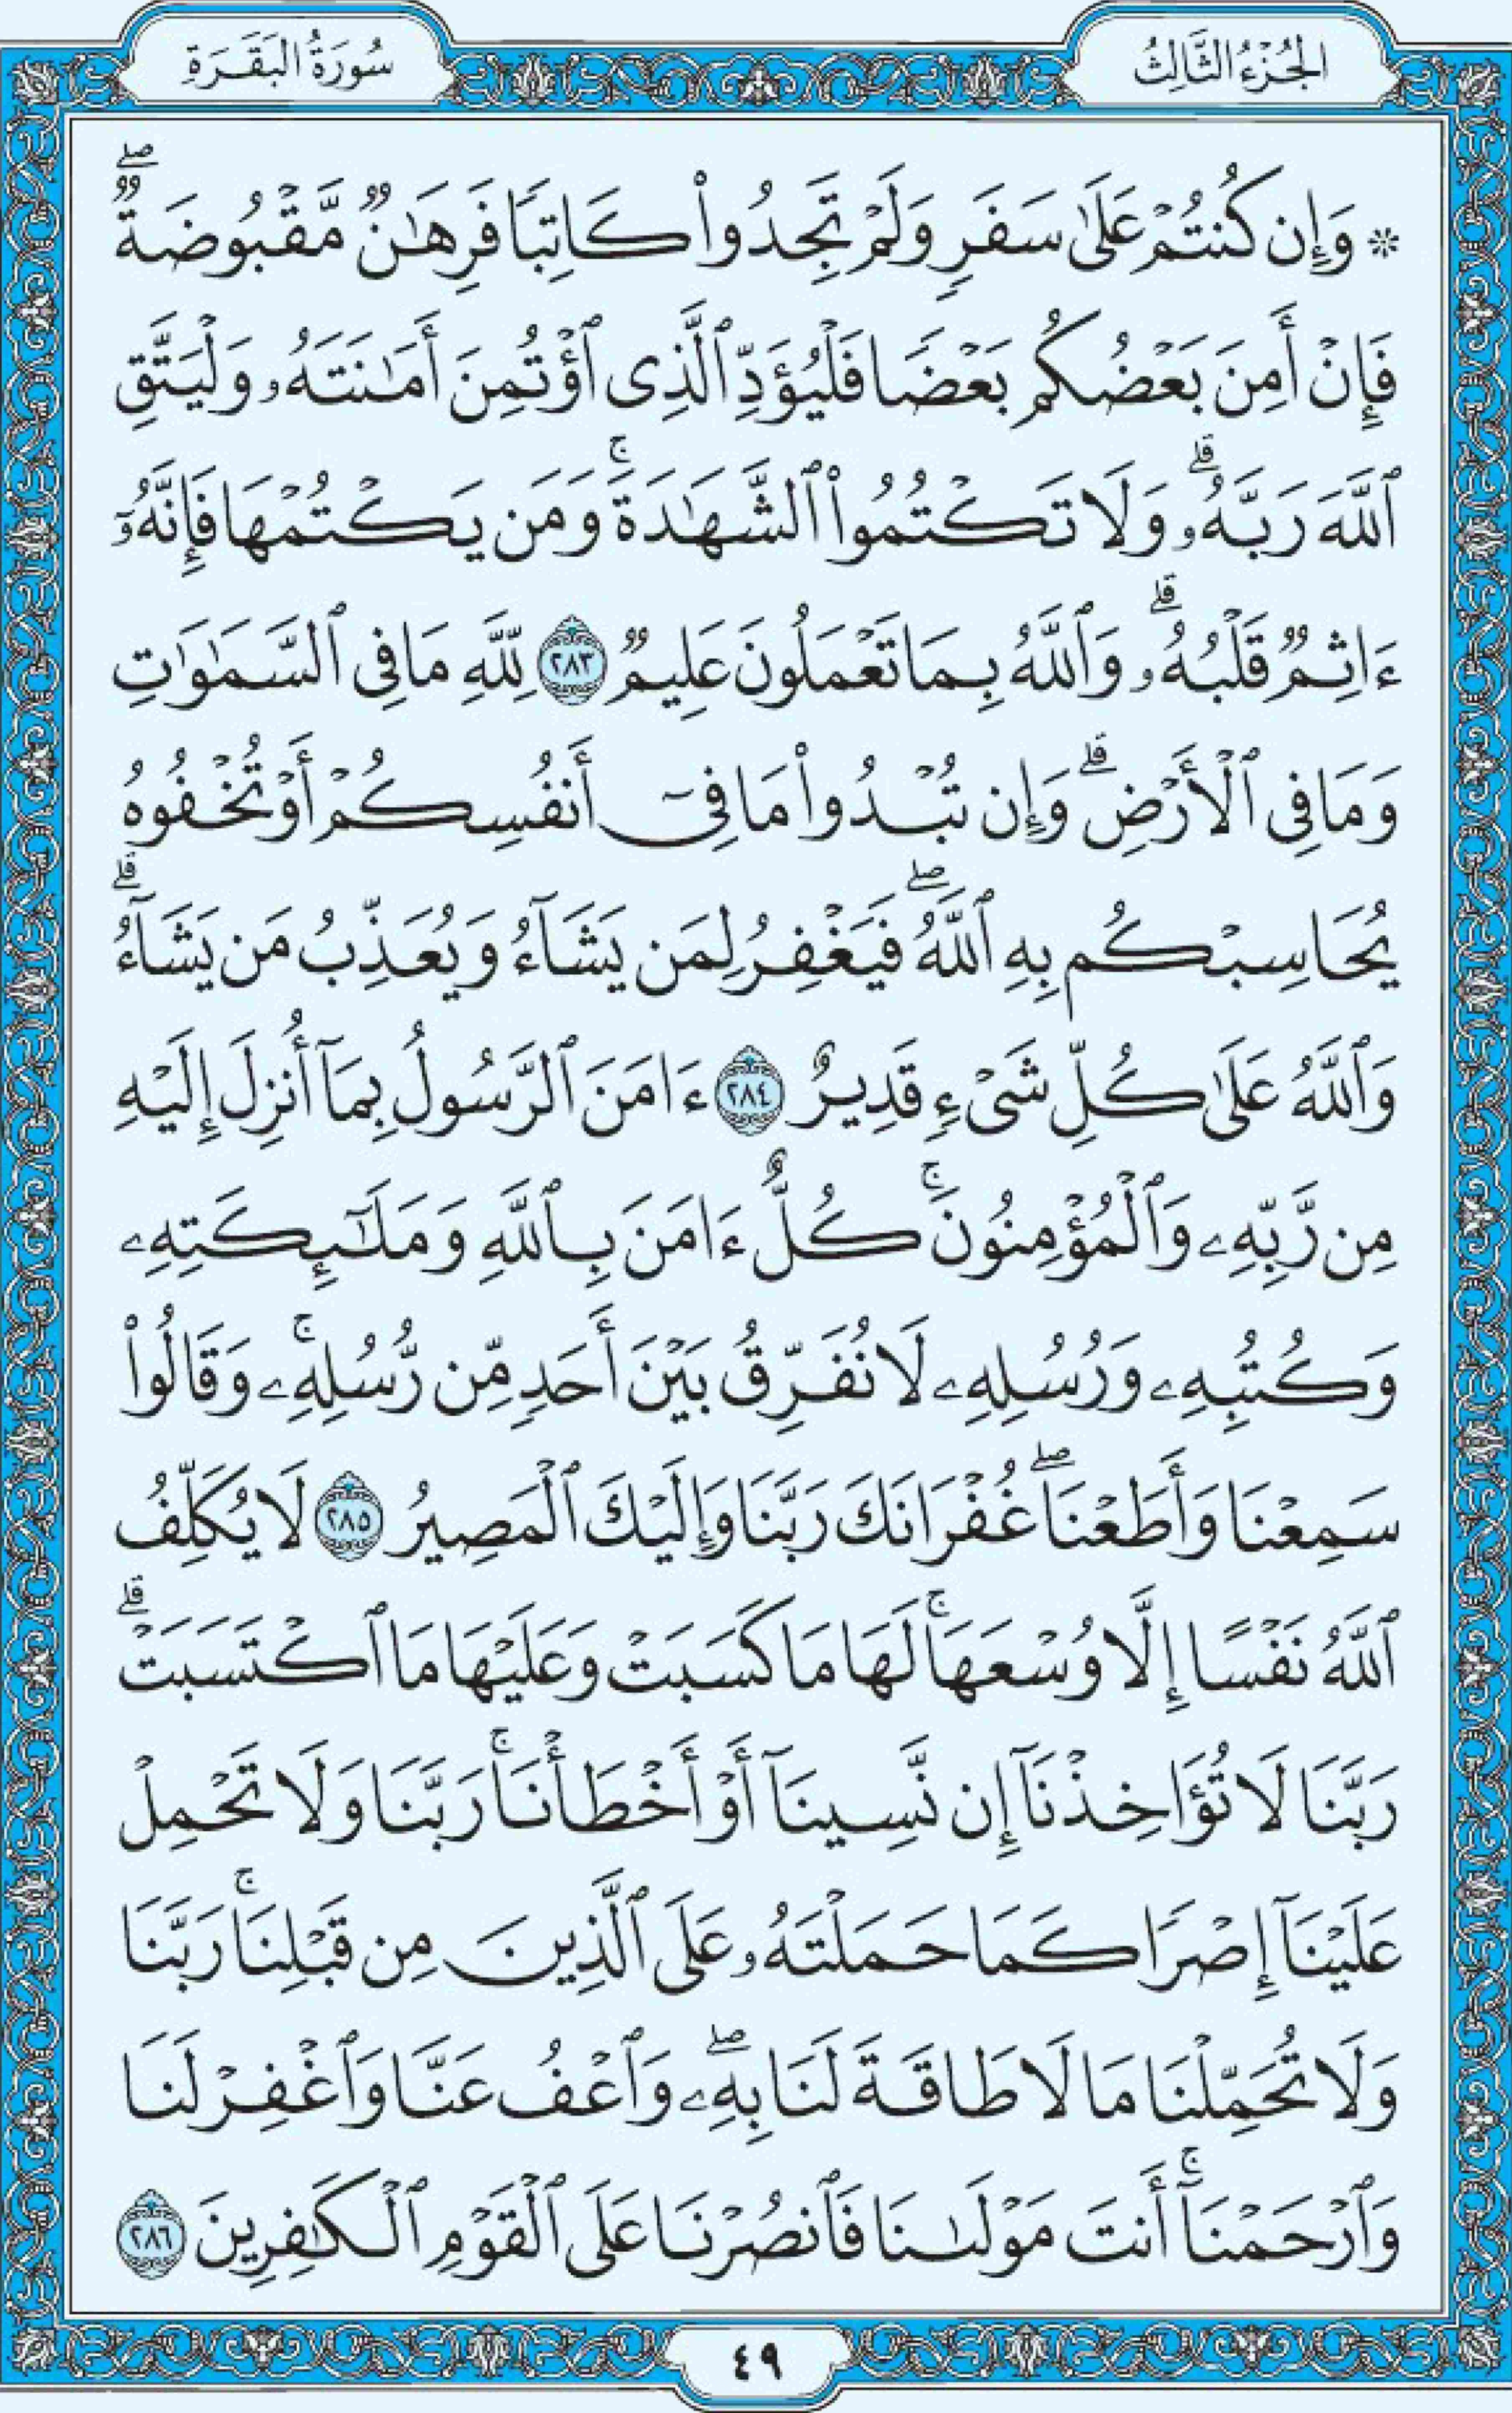 الجُزْءُ الثَّالِثُ
سُورَةُ البَقَرَةِ
۞ وَإِن كُنتُمْ عَلَىٰ سَفَرٍ وَلَمْ تَجِدُوا۟ كَاتِبًا فَرِهَـٰنٌ مَّقْبُوضَةٌ ۖ
فَإِنْ أَمِنَ بَعْضُكُم بَعْضًا فَلْيُؤَدِّ ٱلَّذِى ٱؤْتُمِنَ أَمَـٰنَتَهُۥ وَلْيَتَّقِ
ٱللَّهَ رَبَّهُۥ ۗ وَلَا تَكْتُمُوا۟ ٱلشَّهَـٰدَةَ ۚ وَمَن يَكْتُمْهَا فَإِنَّهُۥٓ
ءَاثِمٌ قَلْبُهُۥ ۗ وَٱللَّهُ بِمَا تَعْمَلُونَ عَلِيمٌ ٢٨٣ لِلَّهِ مَا فِى ٱلسَّمَـٰوَٰتِ
وَمَا فِى ٱلْأَرْضِ ۗ وَإِن تُبْدُوا۟ مَا فِىٓ أَنفُسِكُمْ أَوْ تُخْفُوهُ
يُحَاسِبْكُم بِهِ ٱللَّهُ ۖ فَيَغْفِرُ لِمَن يَشَآءُ وَيُعَذِّبُ مَن يَشَآءُ ۗ
وَٱللَّهُ عَلَىٰ كُلِّ شَىْءٍ قَدِيرٌ ٢٨٤ ءَامَنَ ٱلرَّسُولُ بِمَآ أُنزِلَ إِلَيْهِ
مِن رَّبِّهِۦ وَٱلْمُؤْمِنُونَ ۚ كُلٌّ ءَامَنَ بِٱللَّهِ وَمَلَـٰٓئِكَتِهِۦ
وَكُتُبِهِۦ وَرُسُلِهِۦ لَا نُفَرِّقُ بَيْنَ أَحَدٍ مِّن رُّسُلِهِۦ ۚ وَقَالُوا۟
سَمِعْنَا وَأَطَعْنَا ۖ غُفْرَانَكَ رَبَّنَا وَإِلَيْكَ ٱلْمَصِيرُ ٢٨٥ لَا يُكَلِّفُ
ٱللَّهُ نَفْسًا إِلَّا وُسْعَهَا ۚ لَهَا مَا كَسَبَتْ وَعَلَيْهَا مَا ٱكْتَسَبَتْ ۗ
رَبَّنَا لَا تُؤَاخِذْنَآ إِن نَّسِينَآ أَوْ أَخْطَأْنَا ۚ رَبَّنَا وَلَا تَحْمِلْ
عَلَيْنَآ إِصْرًا كَمَا حَمَلْتَهُۥ عَلَى ٱلَّذِينَ مِن قَبْلِنَا ۚ رَبَّنَا
وَلَا تُحَمِّلْنَا مَا لَا طَاقَةَ لَنَا بِهِۦ ۖ وَٱعْفُ عَنَّا وَٱغْفِرْ لَنَا
وَٱرْحَمْنَآ ۚ أَنتَ مَوْلَىٰنَا فَٱنصُرْنَا عَلَى ٱلْقَوْمِ ٱلْكَـٰفِرِينَ ٢٨٦
٤٩